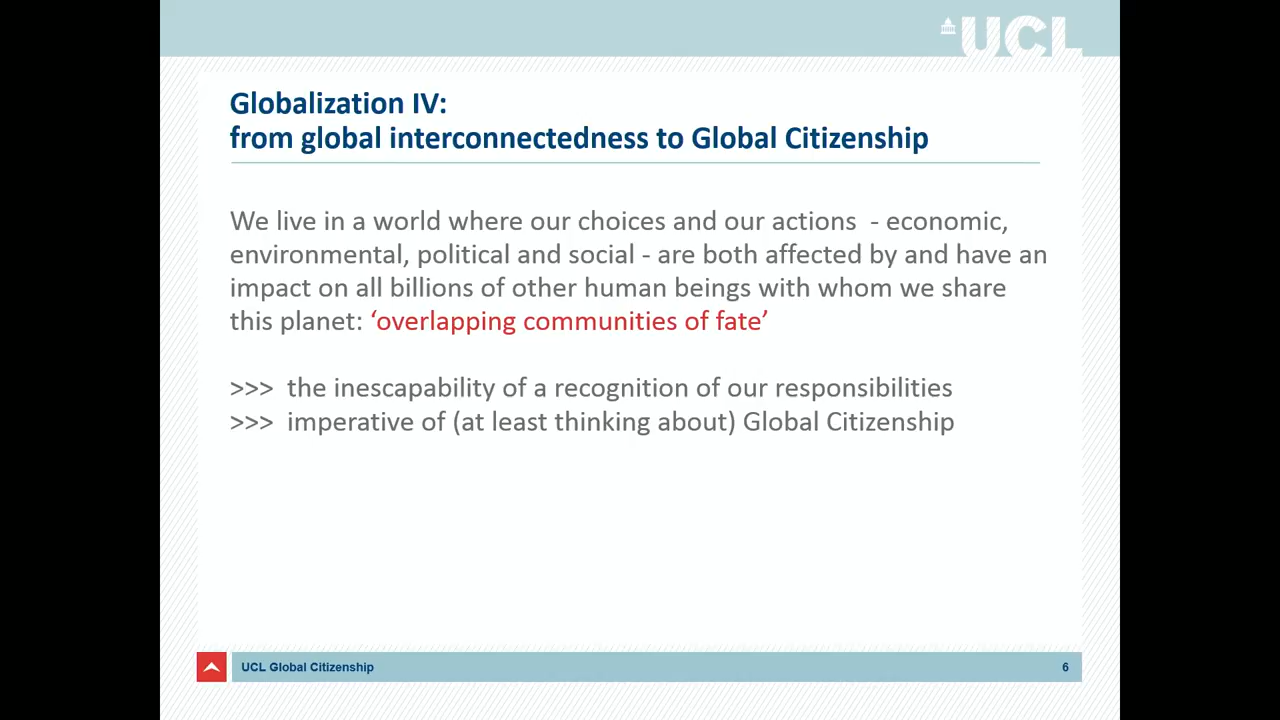 UCL
Globalization IV:
from global interconnectedness to Global Citizenship
We live in a world where our choices and our actions  - economic,
environmental, political and social - are both affected by and have an
impact on all billions of other human beings with whom we share
this planet: ‘overlapping communities of fate’
>>>  the inescapability of a recognition of our responsibilities
>>>  imperative of (at least thinking about) Global Citizenship
UCL Global Citizenship 6